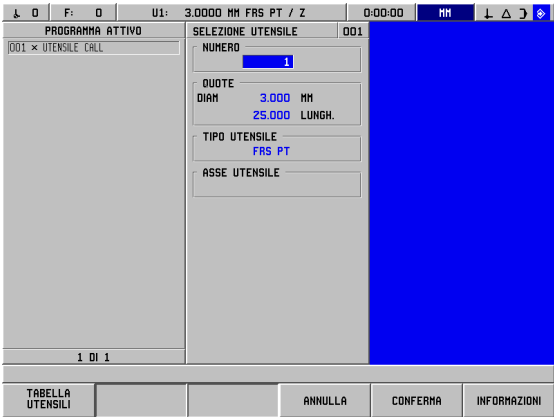 0 F: 0 U1: 3.0000 MM FRS PT / Z 0:00:00 MM
PROGRAMMA ATTIVO
001 × UTENSILE CALL
1 DI 1
SELEZIONE UTENSILE 001
NUMERO
1
QUOTE
DIAM 3.000 MM
25.000 LUNGH.
TIPO UTENSILE
FRS PT
ASSE UTENSILE
TABELLA UTENSILI ANNULLA CONFERMA INFORMAZIONI